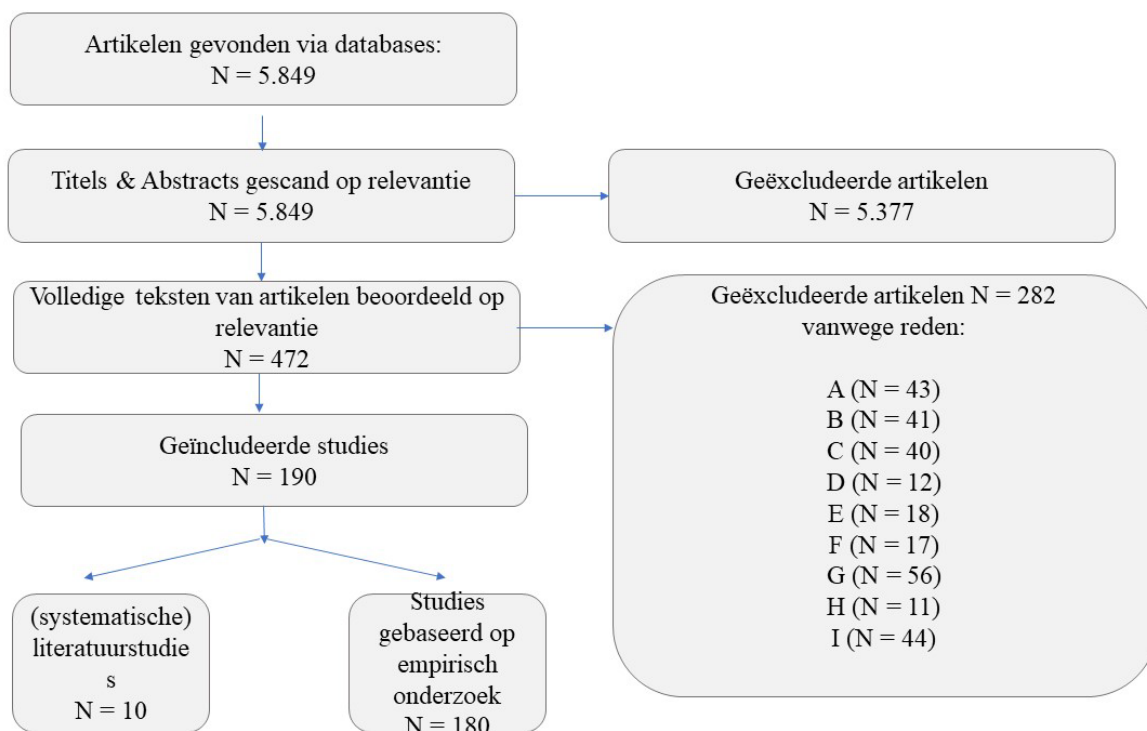 Artikelen gevonden via databases:
N = 5.849
Titels & Abstracts gescand op relevantie
N = 5.849
Geëxcludeerde artikelen
N = 5.377
Volledige teksten van artikelen beoordeeld op
relevantie
N = 472
Geëxcludeerde artikelen N = 282
vanwege reden:
A (N = 43)
B (N = 41)
C (N = 40)
D (N = 12)
E (N = 18)
F (N = 17)
G (N = 56)
H (N = 11)
I (N = 44)
Geïncludeerde studies
N = 190
(systematische)
literatuurstudie
s
N = 10
Studies
gebaseerd op
empirisch
onderzoek
N = 180